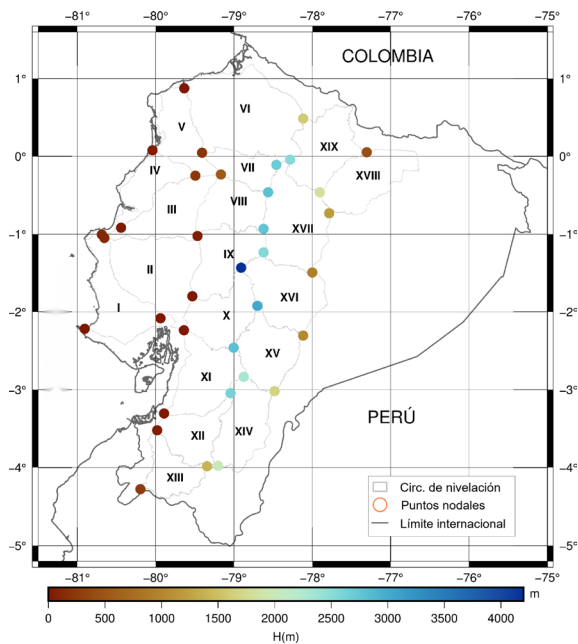 −81° −80° −79° −78° −77° −76° −75°
COLOMBIA
1° 1°
VI
V
XIX
0° 0°
IV VII XVIII
III VIII
XVII
−1° −1°
IX
II
XVI
I X
−2° −2°
XV
XI
−3° −3°
PERÚ
XII XIV
−4° −4°
XIII
Circ. de nivelación
Puntos nodales
Límite internacional
−5° −5°
−81° −80° −79° −78° −77° −76° −75°
m
0 500 1000 1500 2000 2500 3000 3500 4000
H(m)